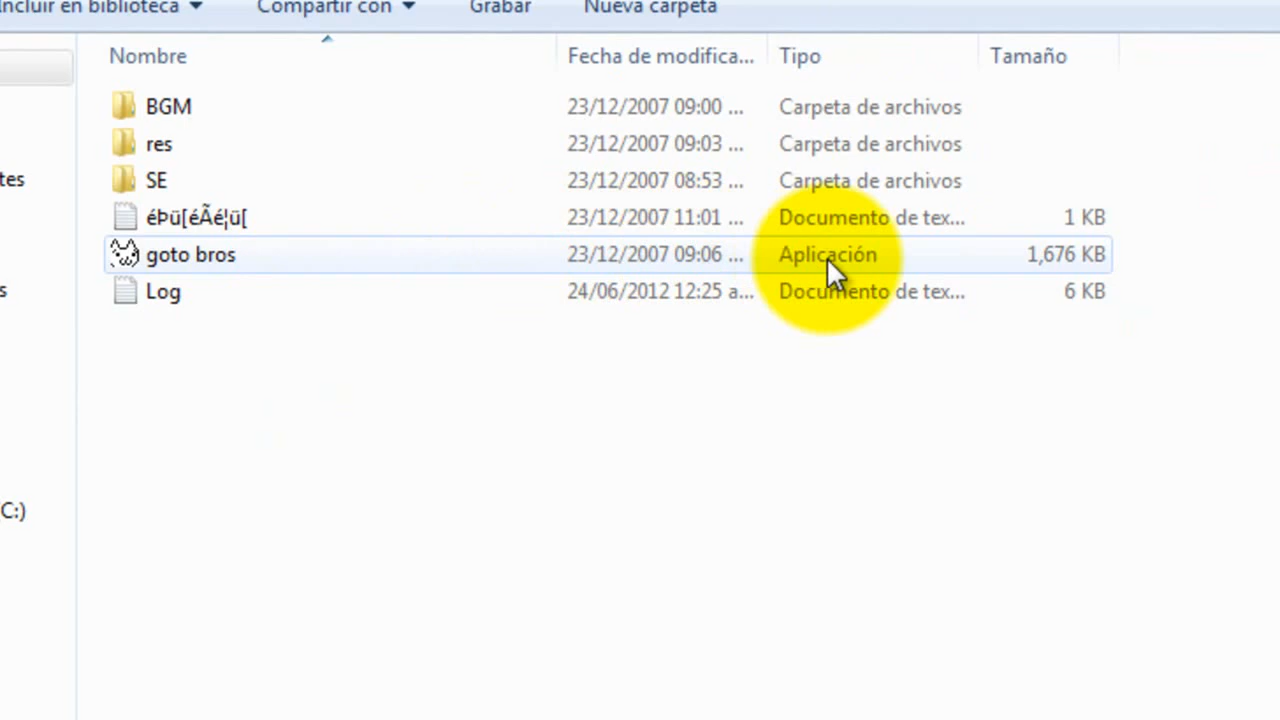 Incluir en biblioteca Compartir con Grabar Nueva carpeta
Nombre Fecha de modifica... Tipo Tamaño
BGM 23/12/2007 09:00 ... Carpeta de archivos
res 23/12/2007 09:03 ... Carpeta de archivos
tes
SE 23/12/2007 08:53 ... Carpeta de archivos
éÞü[éÃé¦ü[ 23/12/2007 11:01 ... Documento de tex... 1 KB
goto bros 23/12/2007 09:06 ... Aplicación 1,676 KB
s
Log 24/06/2012 12:25 a... Documento de tex... 6 KB
C:)